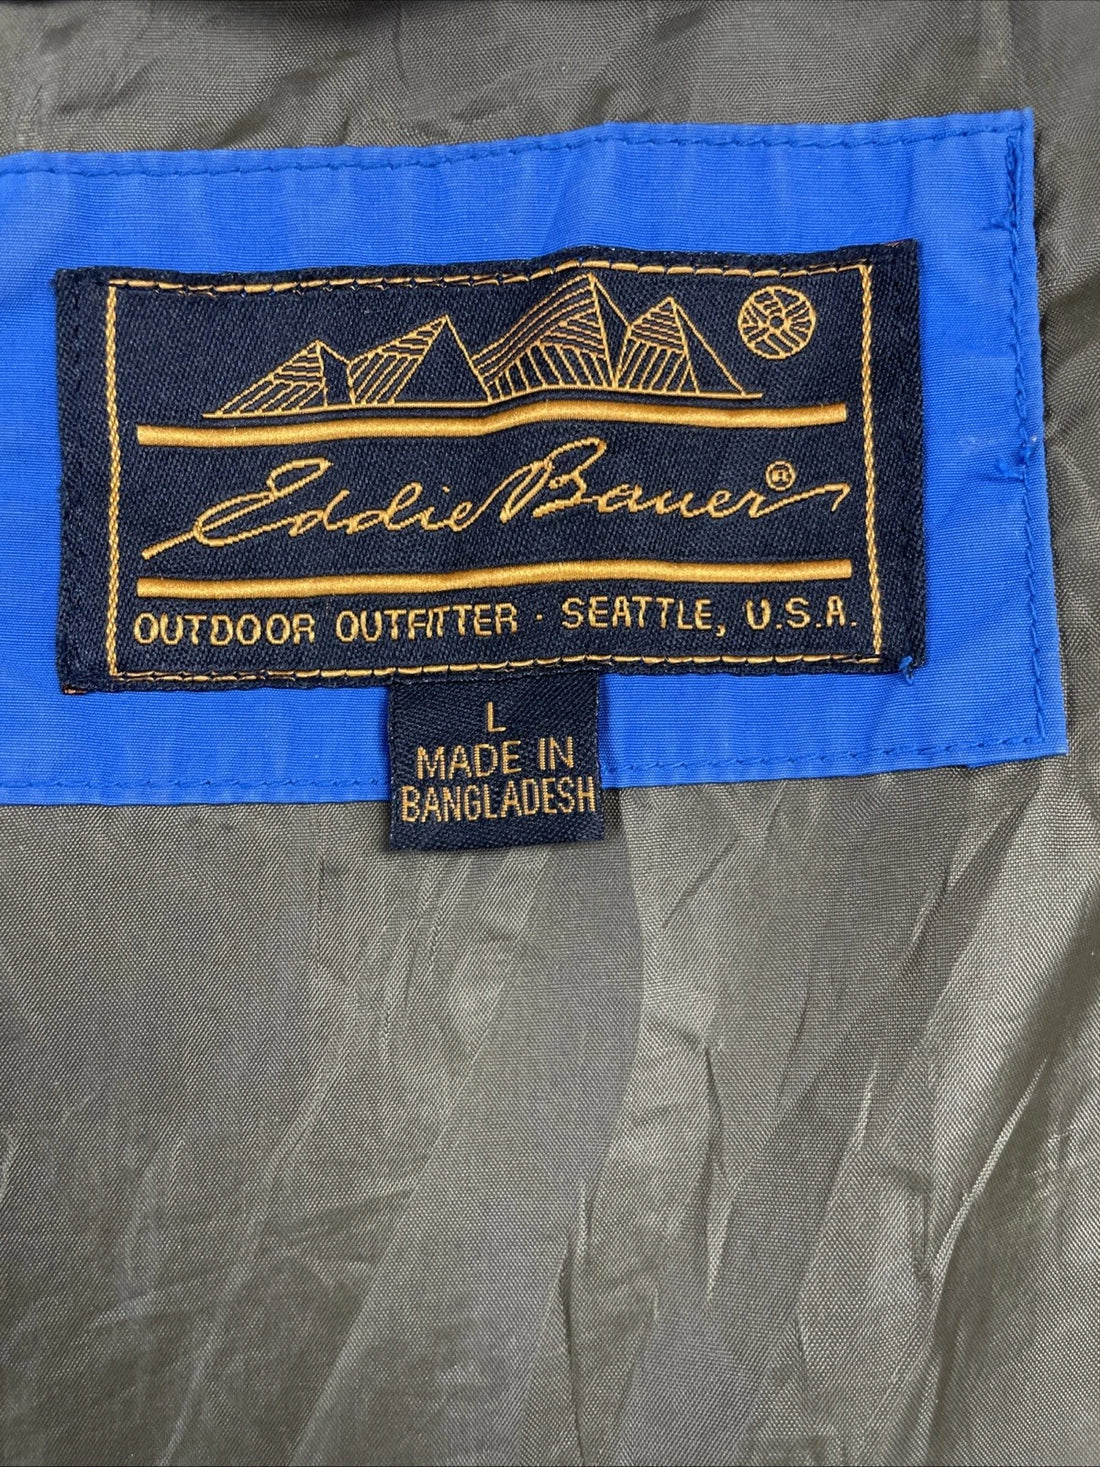 Eddie Bauer®
OUTDOOR OUTFITTER · SEATTLE, U.S.A.
L
MADE IN
BANGLADESH